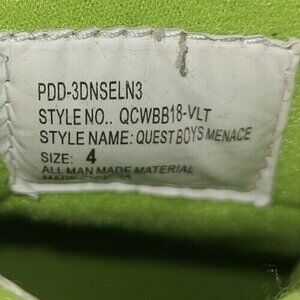 PDD-3DNSELN3
STYLE NO.. QCWBB18-VLT
STYLE NAME: QUEST BOYS MENACE
SIZE: 4
ALL MAN MADE MATERIAL